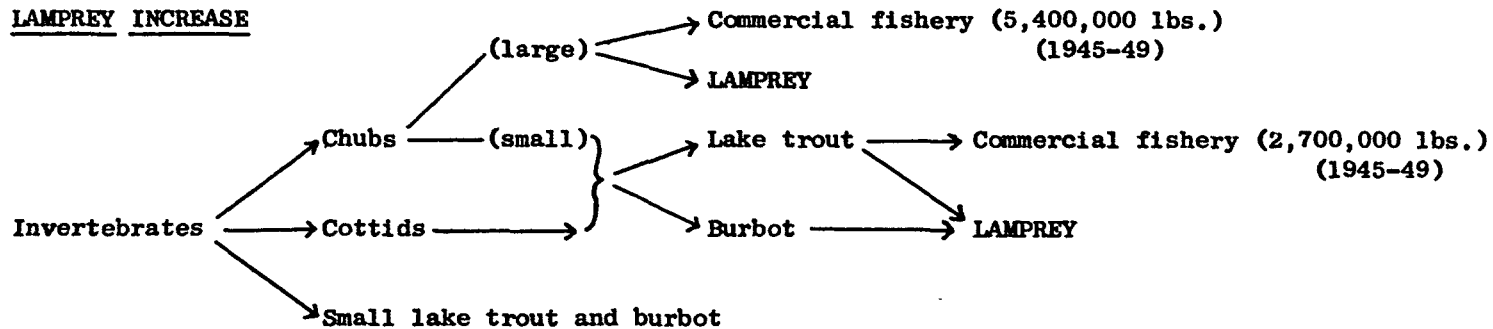 LAMPREY INCREASE
Commercial fishery (5,400,000 lbs.)
(large) (1945-49)
LAMPREY
Chubs (small) Lake trout Commercial fishery (2,700,000 lbs.)
(1945-49)
Invertebrates Cottids Burbot LAMPREY
Small lake trout and burbot